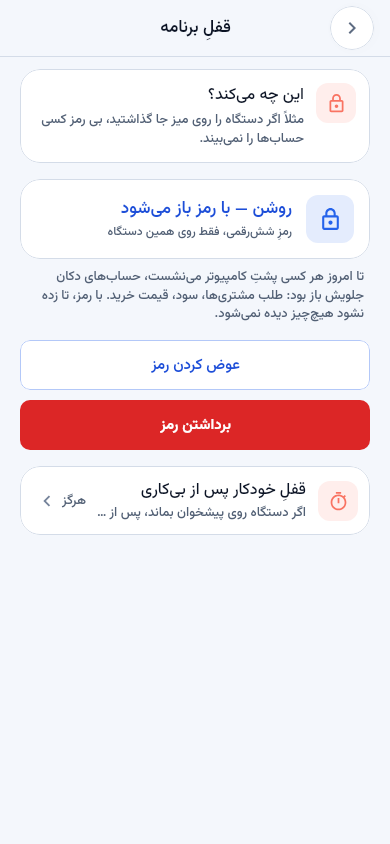 قفلِ برنامه
این چه می‌کند؟
مثلاً اگر دستگاه را روی میز جا گذاشتید، بی رمز کسی
حساب‌ها را نمی‌بیند.
روشن — با رمز باز می‌شود
رمزِ شش‌رقمی، فقط روی همین دستگاه
تا امروز هر کسی پشتِ کامپیوتر می‌نشست، حساب‌های دکان
جلویش باز بود: طلب مشتری‌ها، سود، قیمت خرید. با رمز، تا زده
نشود هیچ‌چیز دیده نمی‌شود.
عوض کردن رمز
برداشتن رمز
قفلِ خودکار پس از بی‌کاری
هرگز
اگر دستگاه روی پیشخوان بماند، پس از ...